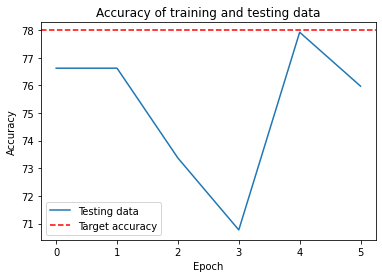 Accuracy of training and testing data
78
77
76
75
74
73
72
71
Accuracy
Testing data
Target accuracy
0 1 2 3 4 5
Epoch